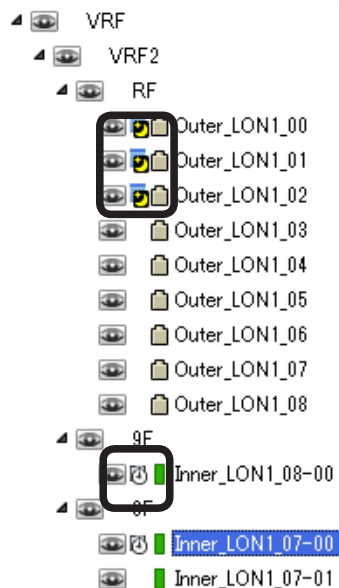 VRF
VRF2
RF
Outer_LON1_00
Outer_LON1_01
Outer_LON1_02
Outer_LON1_03
Outer_LON1_04
Outer_LON1_05
Outer_LON1_06
Outer_LON1_07
Outer_LON1_08
9F
Inner_LON1_08-00
8F
Inner_LON1_07-00
Inner_LON1_07-01